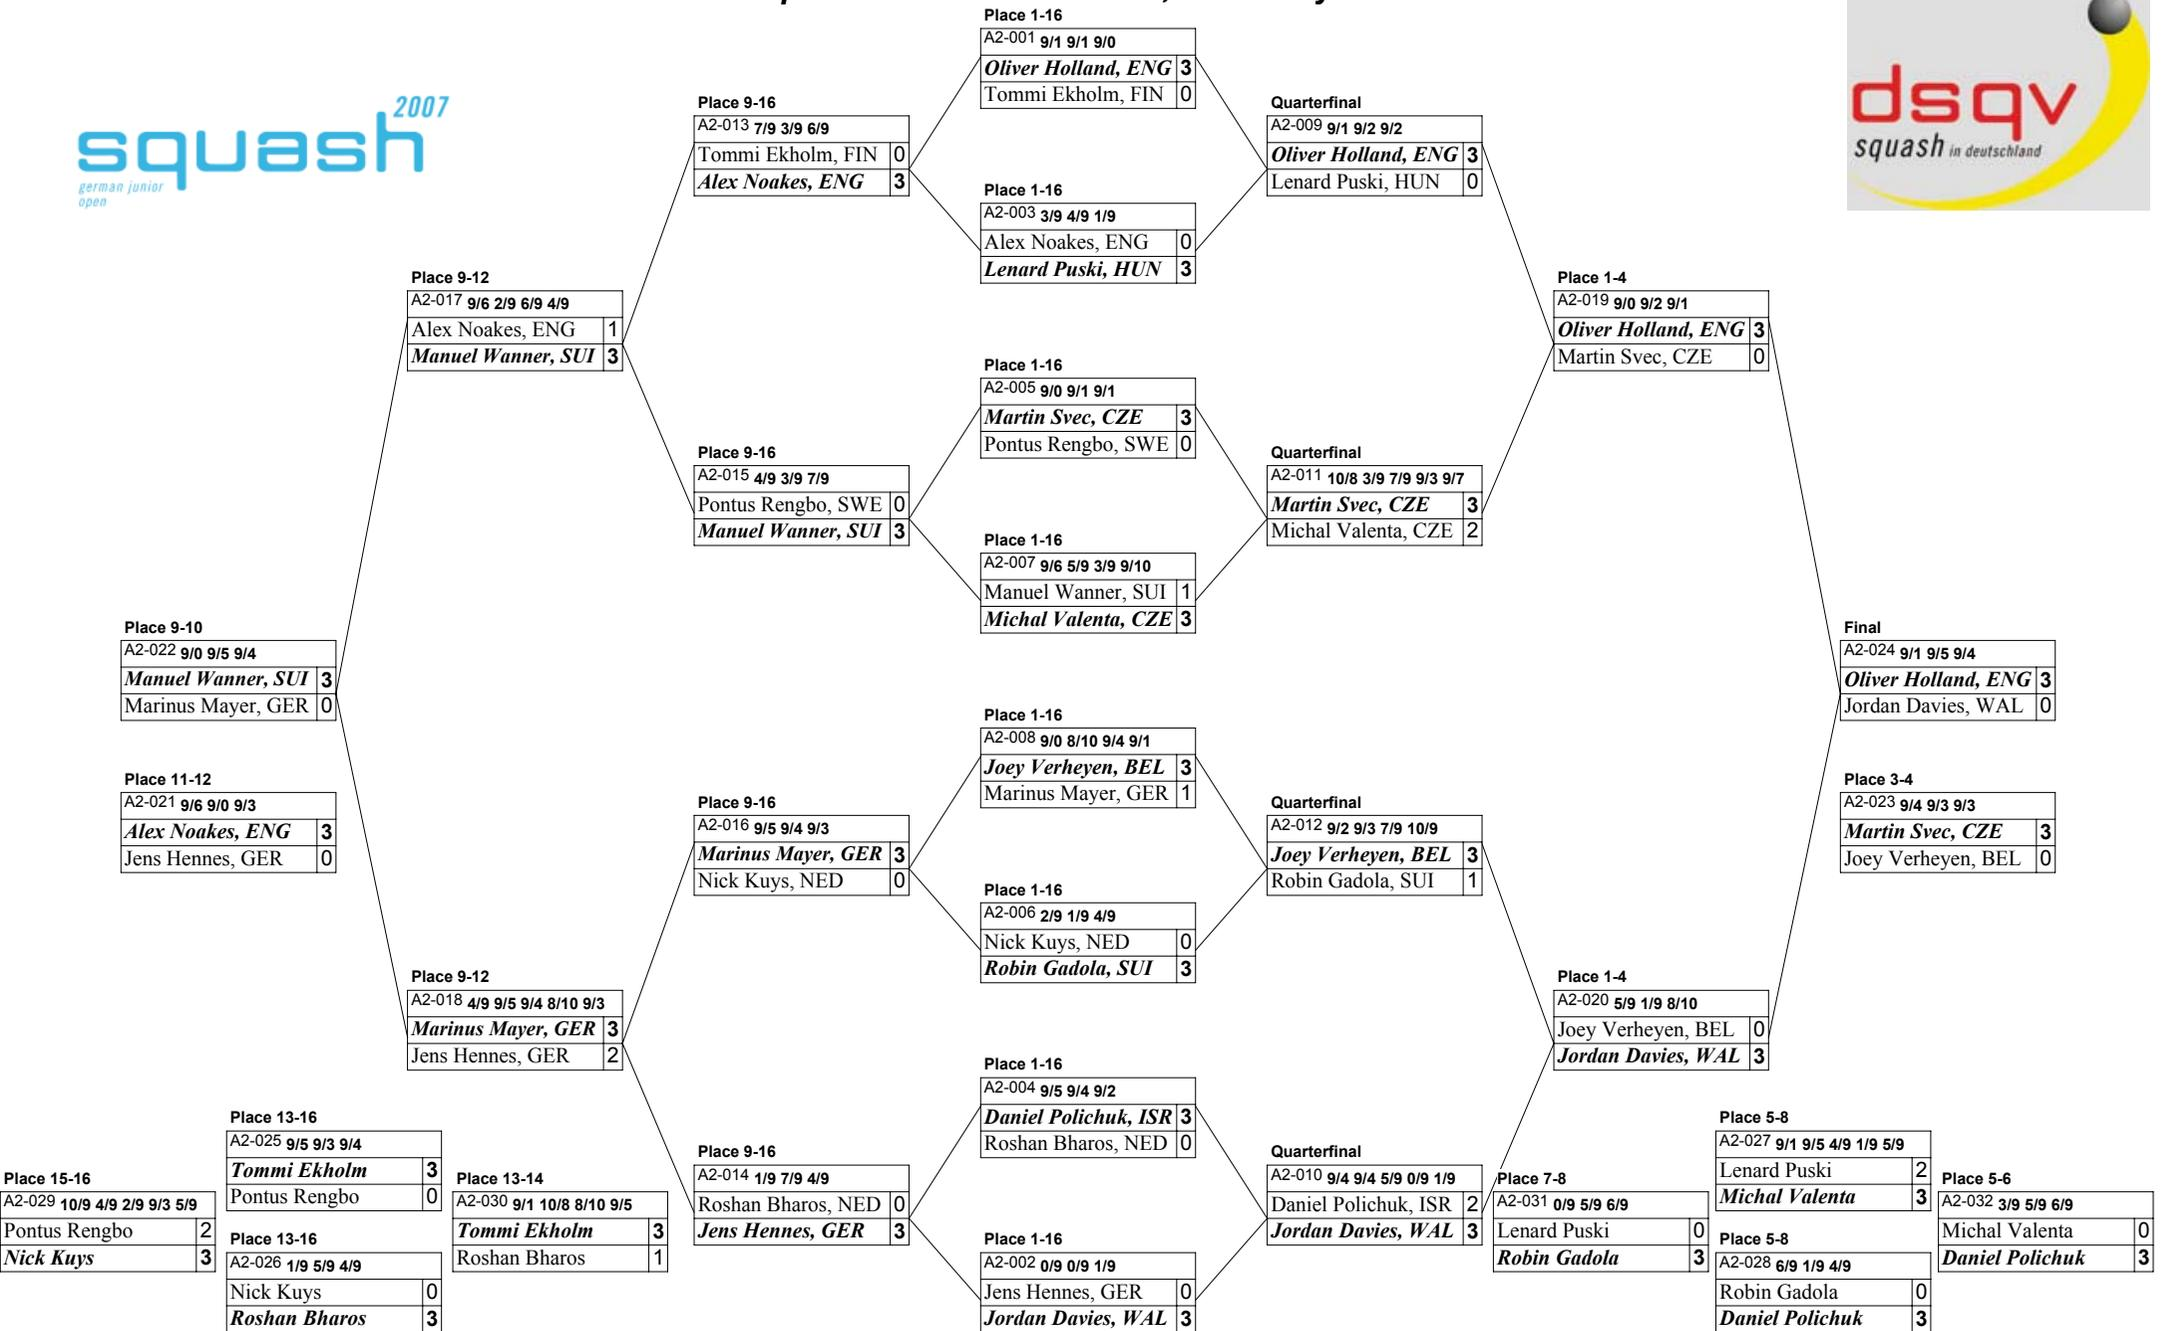 Place 1-16
A2-001 9/1 9/1 9/0
Oliver Holland, ENG 3
Tommi Ekholm, FIN 0
squash 2007
german junior
open
dsqv
squash in deutschland
Place 9-16
A2-013 7/9 3/9 6/9
Tommi Ekholm, FIN 0
Alex Noakes, ENG 3
Quarterfinal
A2-009 9/1 9/2 9/2
Oliver Holland, ENG 3
Lenard Puski, HUN 0
Place 1-16
A2-003 3/9 4/9 1/9
Alex Noakes, ENG 0
Lenard Puski, HUN 3
Place 9-12
A2-017 9/6 2/9 6/9 4/9
Alex Noakes, ENG 1
Manuel Wanner, SUI 3
Place 1-4
A2-019 9/0 9/2 9/1
Oliver Holland, ENG 3
Martin Svec, CZE 0
Place 1-16
A2-005 9/0 9/1 9/1
Martin Svec, CZE 3
Pontus Rengbo, SWE 0
Place 9-16
A2-015 4/9 3/9 7/9
Pontus Rengbo, SWE 0
Manuel Wanner, SUI 3
Quarterfinal
A2-011 10/8 3/9 7/9 9/3 9/7
Martin Svec, CZE 3
Michal Valenta, CZE 2
Place 1-16
A2-007 9/6 5/9 3/9 9/10
Manuel Wanner, SUI 1
Michal Valenta, CZE 3
Place 9-10
A2-022 9/0 9/5 9/4
Manuel Wanner, SUI 3
Marinus Mayer, GER 0
Final
A2-024 9/1 9/5 9/4
Oliver Holland, ENG 3
Jordan Davies, WAL 0
Place 1-16
A2-008 9/0 8/10 9/4 9/1
Joey Verheyen, BEL 3
Marinus Mayer, GER 1
Place 11-12
A2-021 9/6 9/0 9/3
Alex Noakes, ENG 3
Jens Hennes, GER 0
Place 3-4
A2-023 9/4 9/3 9/3
Martin Svec, CZE 3
Joey Verheyen, BEL 0
Place 9-16
A2-016 9/5 9/4 9/3
Marinus Mayer, GER 3
Nick Kuys, NED 0
Quarterfinal
A2-012 9/2 9/3 7/9 10/9
Joey Verheyen, BEL 3
Robin Gadola, SUI 1
Place 1-16
A2-006 2/9 1/9 4/9
Nick Kuys, NED 0
Robin Gadola, SUI 3
Place 9-12
A2-018 4/9 9/5 9/4 8/10 9/3
Marinus Mayer, GER 3
Jens Hennes, GER 2
Place 1-4
A2-020 5/9 1/9 8/10
Joey Verheyen, BEL 0
Jordan Davies, WAL 3
Place 1-16
A2-004 9/5 9/4 9/2
Daniel Polichuk, ISR 3
Roshan Bharos, NED 0
Place 13-16
A2-025 9/5 9/3 9/4
Tommi Ekholm 3
Pontus Rengbo 0
Place 5-8
A2-027 9/1 9/5 4/9 1/9 5/9
Lenard Puski 2
Michal Valenta 3
Place 9-16
A2-014 1/9 7/9 4/9
Roshan Bharos, NED 0
Jens Hennes, GER 3
Quarterfinal
A2-010 9/4 9/4 5/9 0/9 1/9
Daniel Polichuk, ISR 2
Jordan Davies, WAL 3
Place 15-16
A2-029 10/9 4/9 2/9 9/3 5/9
Pontus Rengbo 2
Nick Kuys 3
Place 13-14
A2-030 9/1 10/8 8/10 9/5
Tommi Ekholm 3
Roshan Bharos 1
Place 7-8
A2-031 0/9 5/9 6/9
Lenard Puski 0
Robin Gadola 3
Place 5-6
A2-032 3/9 5/9 6/9
Michal Valenta 0
Daniel Polichuk 3
Place 13-16
A2-026 1/9 5/9 4/9
Nick Kuys 0
Roshan Bharos 3
Place 1-16
A2-002 0/9 0/9 1/9
Jens Hennes, GER 0
Jordan Davies, WAL 3
Place 5-8
A2-028 6/9 1/9 4/9
Robin Gadola 0
Daniel Polichuk 3